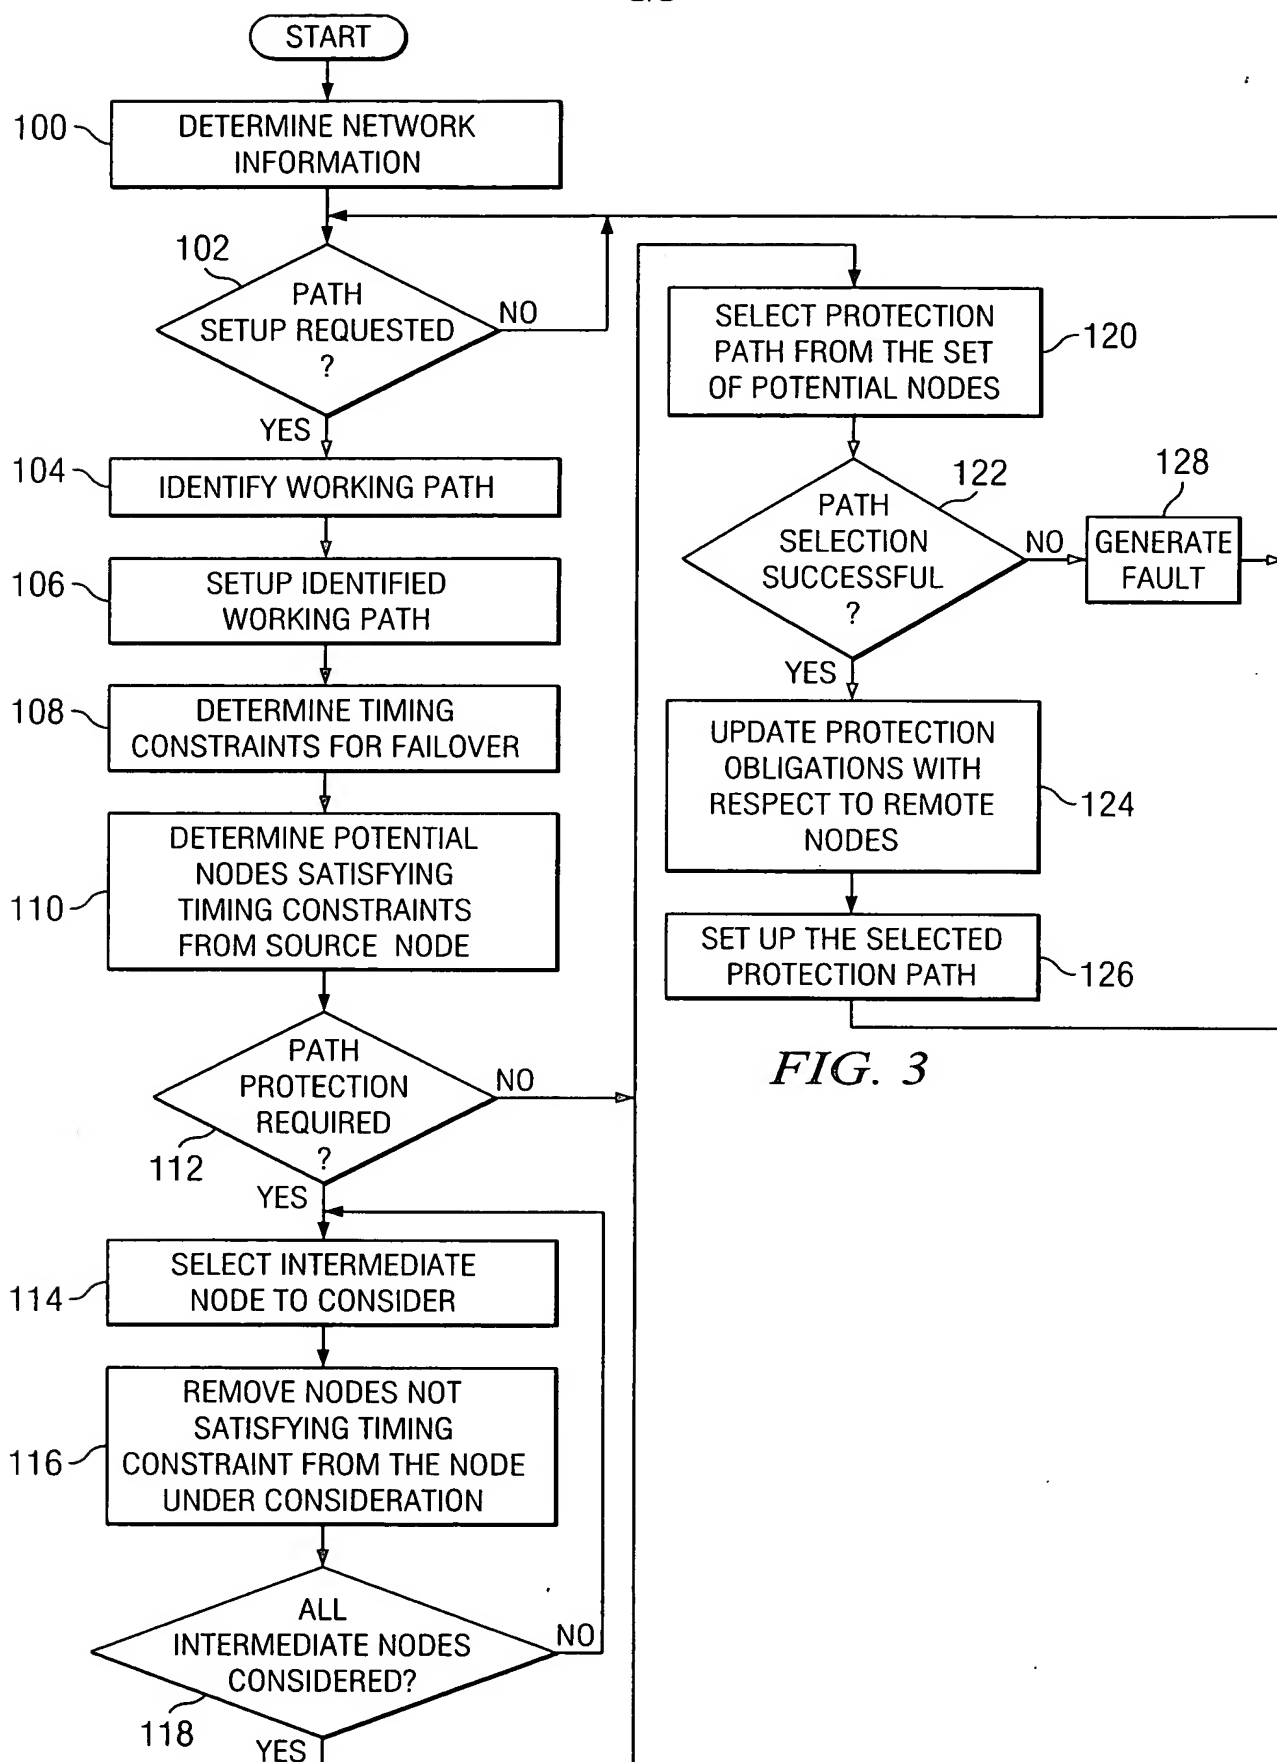 START
100
DETERMINE NETWORK
INFORMATION
102
PATH
SETUP REQUESTED
?
NO
YES
104
IDENTIFY WORKING PATH
106
SETUP IDENTIFIED
WORKING PATH
108
DETERMINE TIMING
CONSTRAINTS FOR FAILOVER
110
DETERMINE POTENTIAL
NODES SATISFYING
TIMING CONSTRAINTS
FROM SOURCE NODE
PATH
PROTECTION
REQUIRED
?
112
NO
YES
114
SELECT INTERMEDIATE
NODE TO CONSIDER
116
REMOVE NODES NOT
SATISFYING TIMING
CONSTRAINT FROM THE NODE
UNDER CONSIDERATION
ALL
INTERMEDIATE NODES
CONSIDERED?
118
NO
YES
SELECT PROTECTION
PATH FROM THE SET
OF POTENTIAL NODES
120
PATH
SELECTION
SUCCESSFUL
?
122
NO
128
GENERATE
FAULT
YES
UPDATE PROTECTION
OBLIGATIONS WITH
RESPECT TO REMOTE
NODES
124
SET UP THE SELECTED
PROTECTION PATH
126
FIG. 3